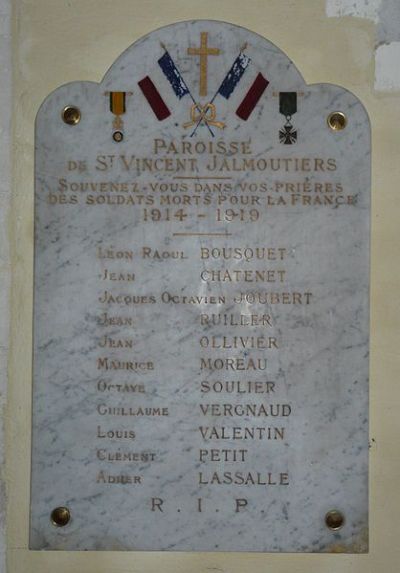 PAROISSE
DE ST VINCENT JALMOUTIERS
SOUVENEZ-VOUS DANS VOS PRIÈRES
DES SOLDATS MORTS POUR LA FRANCE
1914 - 1919
LÉON RAOUL BOUSQUET
JEAN CHATENET
JACQUES OCTAVIEN JOUBERT
JEAN RUILLER
JEAN OLLIVIER
MAURICE MOREAU
OCTAVE SOULIER
GUILLAUME VERGNAUD
LOUIS VALENTIN
CLÉMENT PETIT
LASSALLE
R. I. P.